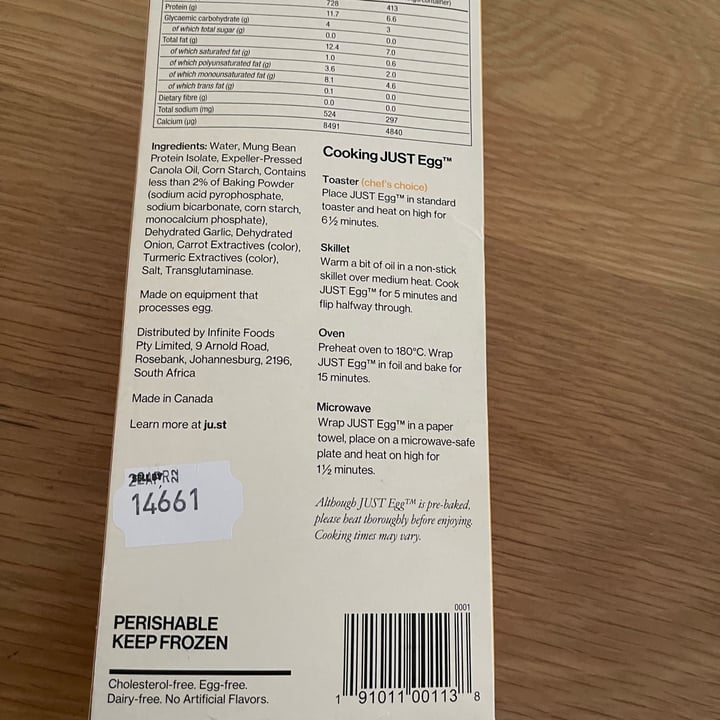 728 413
Protein (g) 11.7 6.6
Glycaemic carbohydrate (g) 4 3
of which total sugar (g) 0.0 0.0
Total fat (g) 12.4 7.0
of which saturated fat (g) 1.0 0.6
of which polyunsaturated fat (g) 3.6 2.0
of which monounsaturated fat (g) 8.1 4.6
of which trans fat (g) 0.1 0.0
Dietary fibre (g) 0.0 0.0
Total sodium (mg) 524 297
Calcium (µg) 8491 4840
Ingredients: Water, Mung Bean
Protein Isolate, Expeller-Pressed
Canola Oil, Corn Starch, Contains
less than 2% of Baking Powder
(sodium acid pyrophosphate,
sodium bicarbonate, corn starch,
monocalcium phosphate),
Dehydrated Garlic, Dehydrated
Onion, Carrot Extractives (color),
Turmeric Extractives (color),
Salt, Transglutaminase.
Made on equipment that
processes egg.
Distributed by Infinite Foods
Pty Limited, 9 Arnold Road,
Rosebank, Johannesburg, 2196,
South Africa
Made in Canada
Learn more at ju.st
14661
PERISHABLE
KEEP FROZEN
Cholesterol-free. Egg-free.
Dairy-free. No Artificial Flavors.
Cooking JUST Egg™
Toaster (chef's choice)
Place JUST Egg™ in standard
toaster and heat on high for
6½ minutes.
Skillet
Warm a bit of oil in a non-stick
skillet over medium heat. Cook
JUST Egg™ for 5 minutes and
flip halfway through.
Oven
Preheat oven to 180°C. Wrap
JUST Egg™ in foil and bake for
15 minutes.
Microwave
Wrap JUST Egg™ in a paper
towel, place on a microwave-safe
plate and heat on high for
1½ minutes.
Although JUST Egg™ is pre-baked,
please heat thoroughly before enjoying.
Cooking times may vary.
0001
1 91011 00113 8